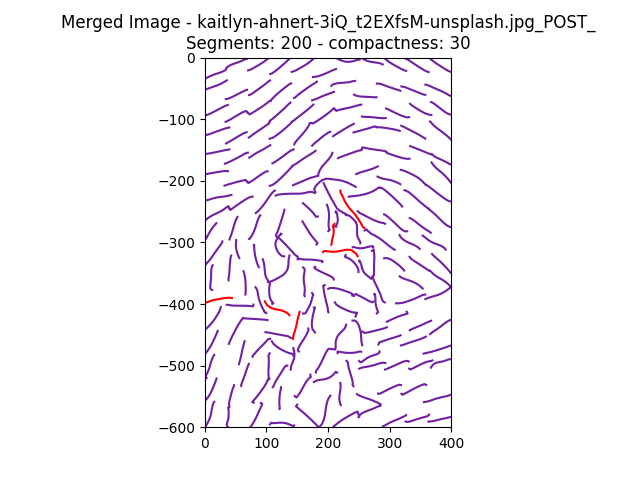 Merged Image - kaitlyn-ahnert-3iQ_t2EXfsM-unsplash.jpg_POST_
Segments: 200 - compactness: 30
0
−100
−200
−300
−400
−500
−600
0 100 200 300 400